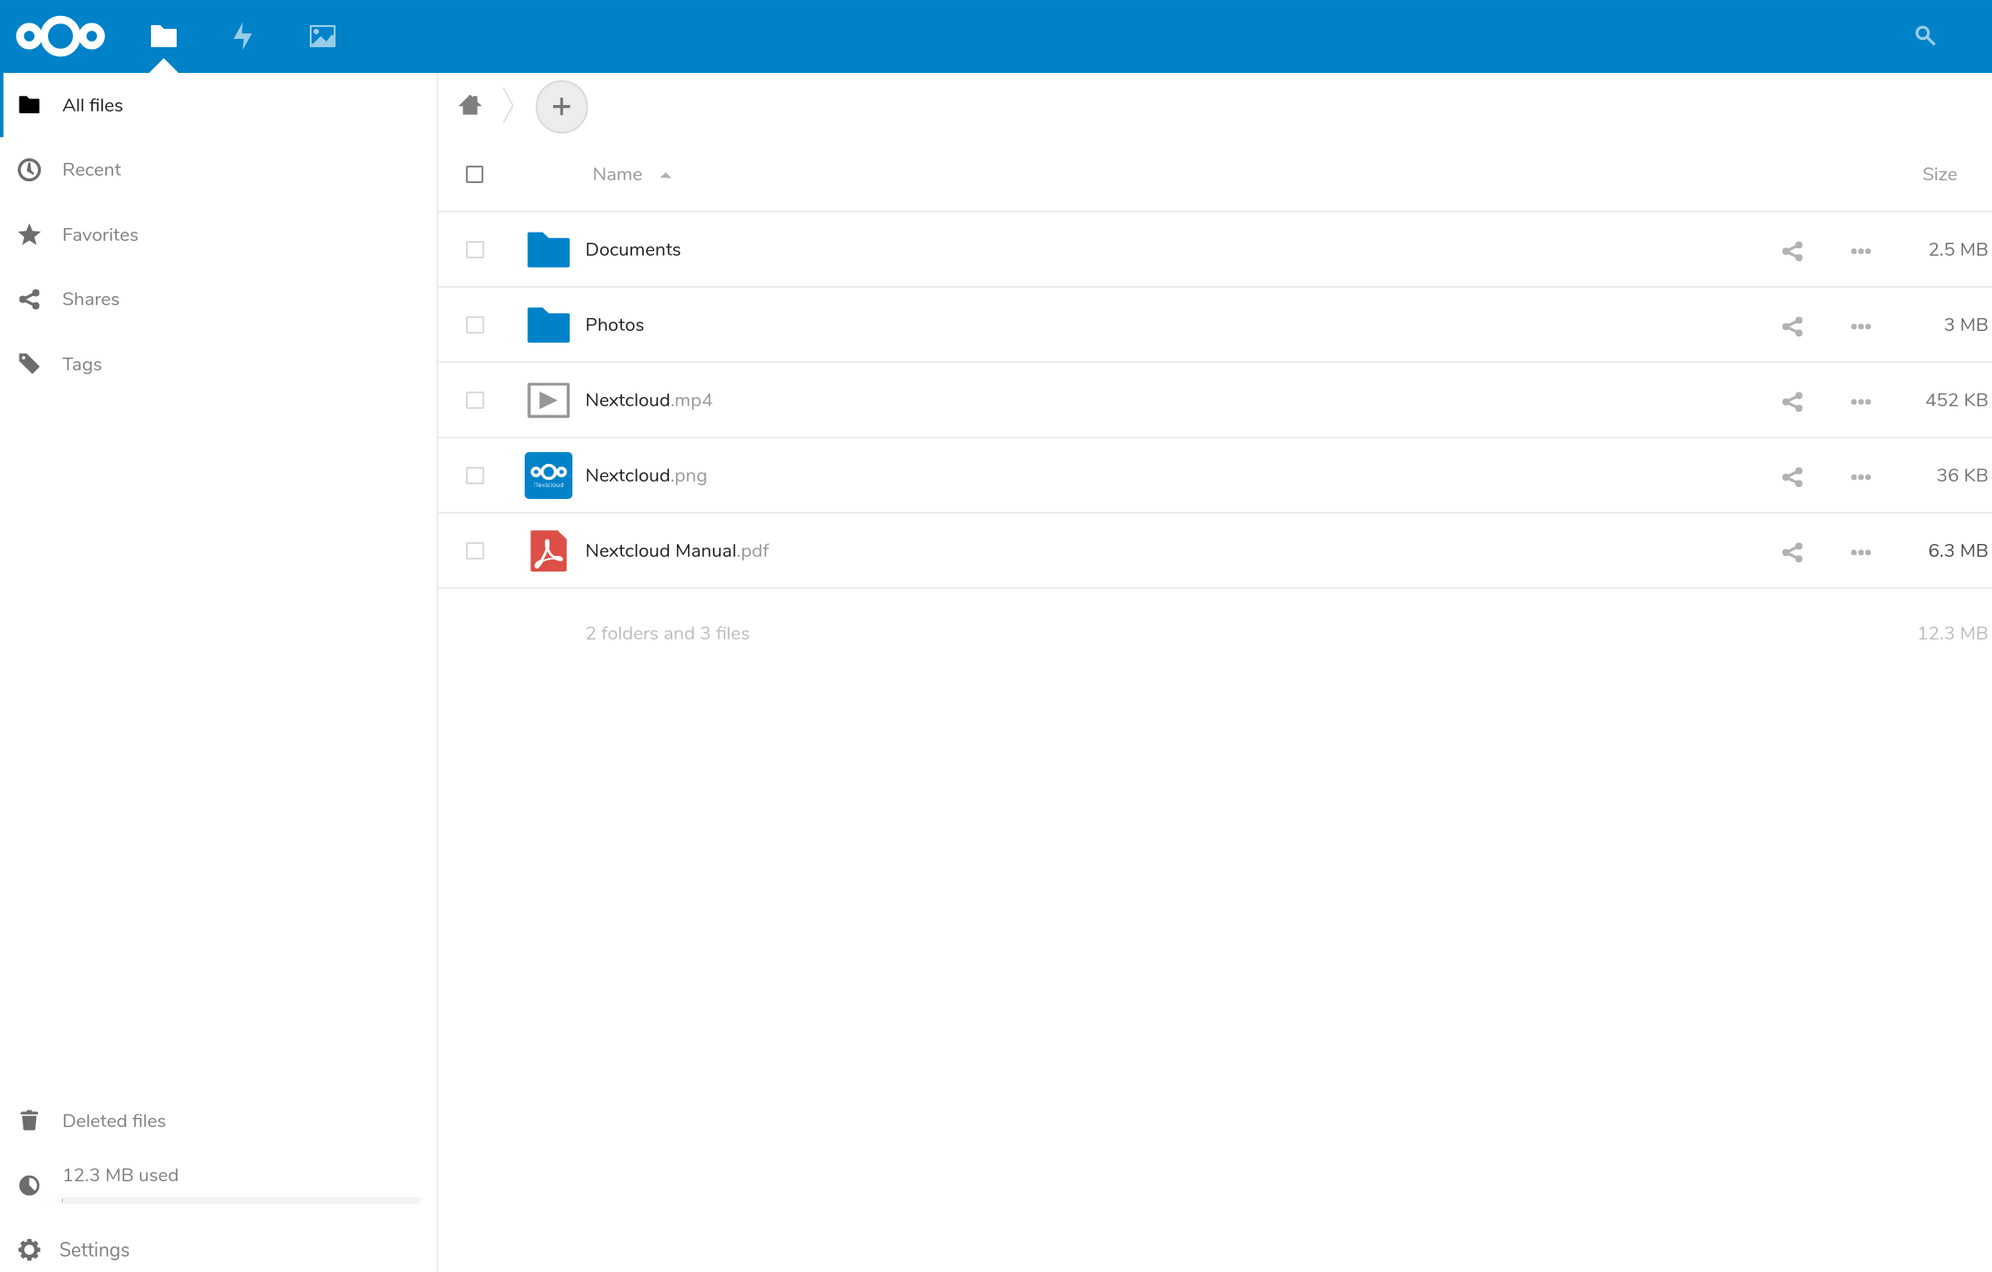 All files
Recent
Favorites
Shares
Tags
Deleted files
12.3 MB used
Settings
Name Size
Documents 2.5 MB
Photos 3 MB
Nextcloud.mp4 452 KB
Nextcloud
Nextcloud.png 36 KB
Nextcloud Manual.pdf 6.3 MB
2 folders and 3 files 12.3 MB